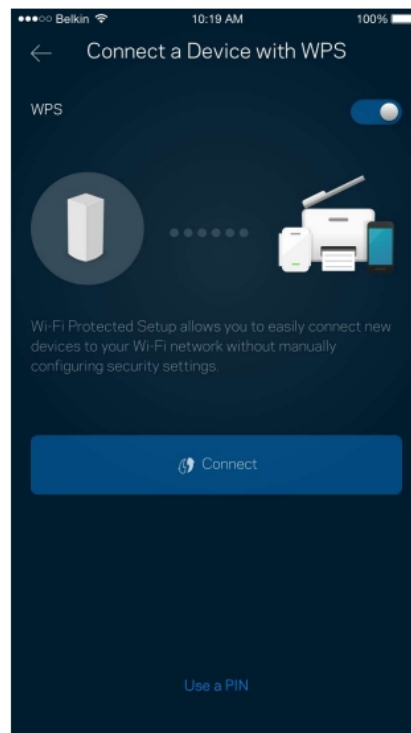 Belkin 10:19 AM 100%
Connect a Device with WPS
WPS
Wi-Fi Protected Setup allows you to easily connect new
devices to your Wi-Fi network without manually
configuring security settings.
Connect
Use a PIN